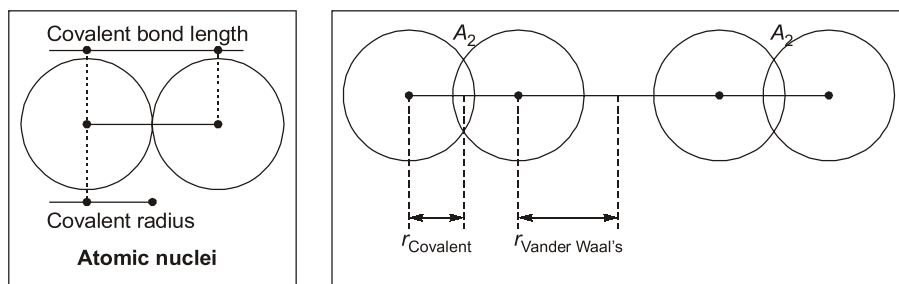 Covalent bond length
Covalent radius
Atomic nuclei
A2
A2
rCovalent
rVander Waal's